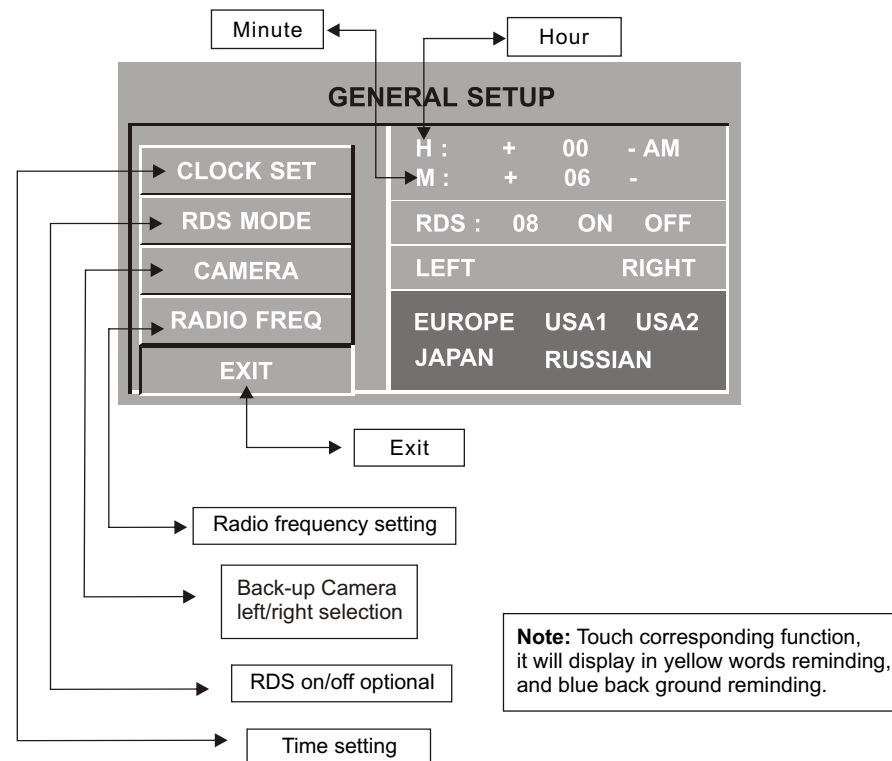 Minute
Hour
GENERAL SETUP
CLOCK SET
RDS MODE
CAMERA
RADIO FREQ
EXIT
H : + 00 - AM
M : + 06 -
RDS : 08 ON OFF
LEFT RIGHT
EUROPE USA1 USA2
JAPAN RUSSIAN
Exit
Radio frequency setting
Back-up Camera
left/right selection
RDS on/off optional
Time setting
Note: Touch corresponding function,
it will display in yellow words reminding,
and blue back ground reminding.